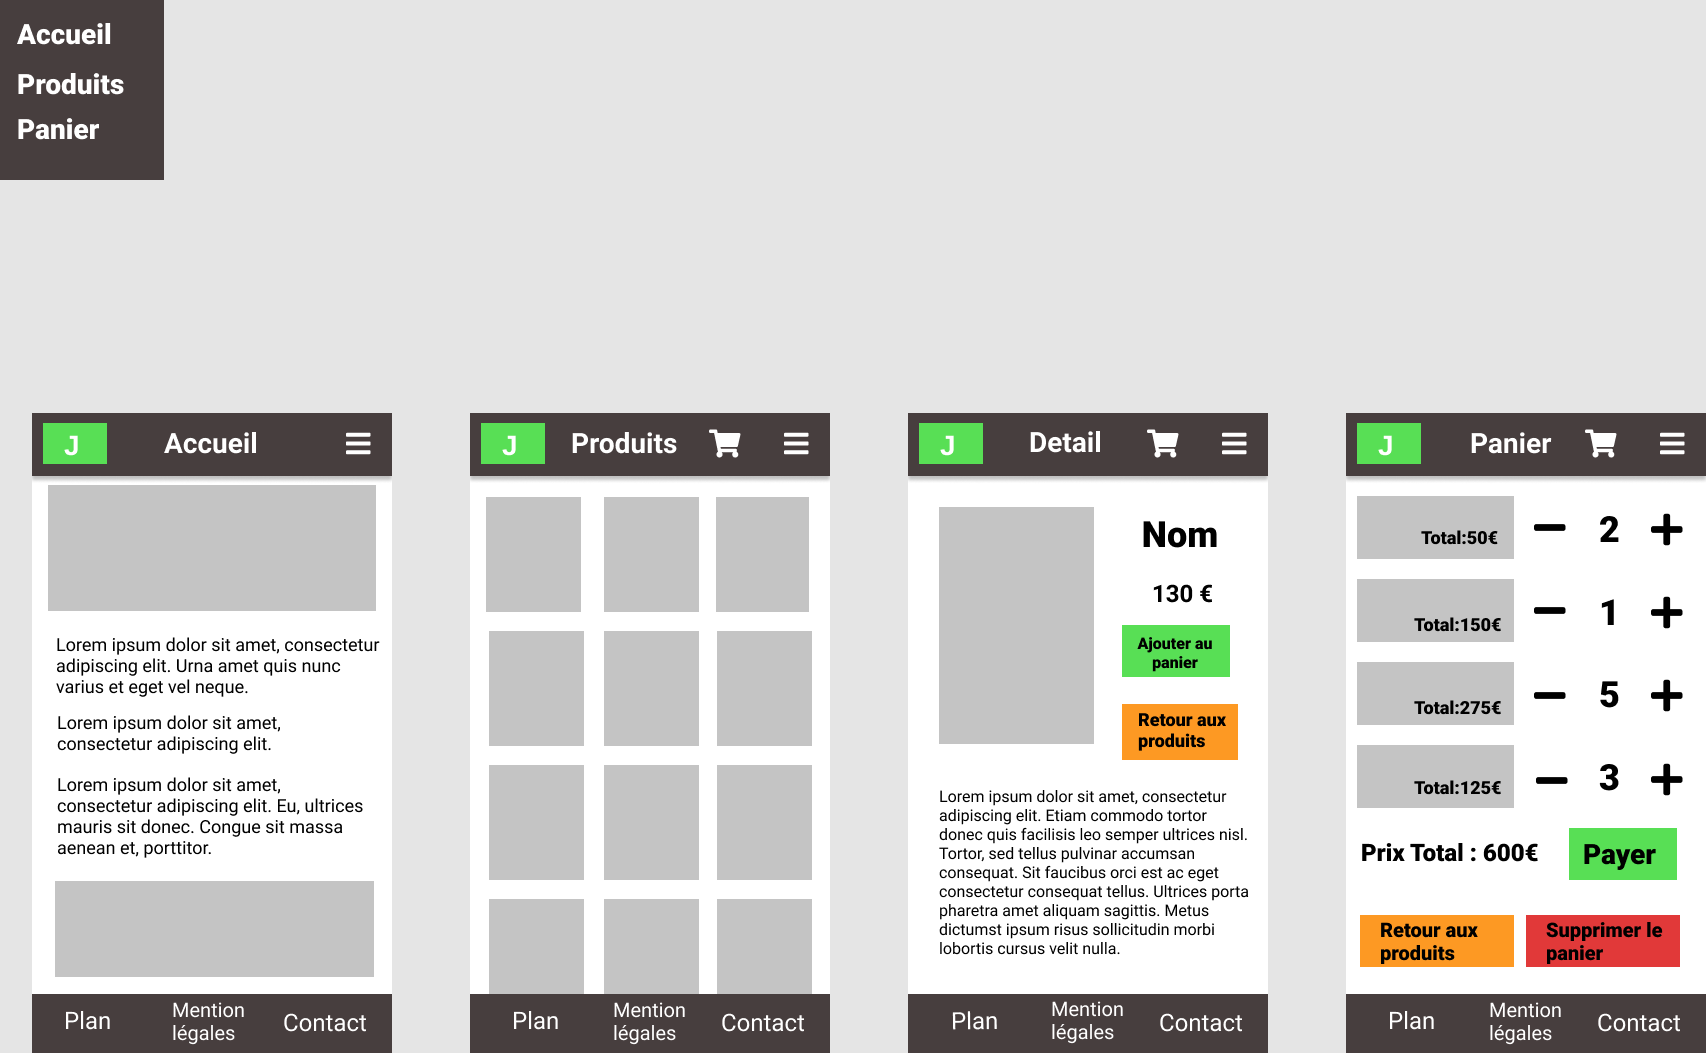 Accueil
Produits
Panier
J
Accueil
Lorem ipsum dolor sit amet, consectetur
adipiscing elit. Urna amet quis nunc
varius et eget vel neque.
Lorem ipsum dolor sit amet,
consectetur adipiscing elit.
Lorem ipsum dolor sit amet,
consectetur adipiscing elit. Eu, ultrices
mauris sit donec. Congue sit massa
aenean et, porttitor.
Plan
Mention
légales
Contact
J
Produits
Plan
Mention
légales
Contact
J
Detail
Nom
130 €
Ajouter au
panier
Retour aux
produits
Lorem ipsum dolor sit amet, consectetur
adipiscing elit. Etiam commodo tortor
donec quis facilisis leo semper ultrices nisl.
Tortor, sed tellus pulvinar accumsan
consequat. Sit faucibus orci est ac eget
consectetur consequat tellus. Ultrices porta
pharetra amet aliquam sagittis. Metus
dictumst ipsum risus sollicitudin morbi
lobortis cursus velit nulla.
Plan
Mention
légales
Contact
J
Panier
Total:50€ − 2 +
Total:150€ − 1 +
Total:275€ − 5 +
Total:125€ − 3 +
Prix Total : 600€
Payer
Retour aux
produits
Supprimer le
panier
Plan
Mention
légales
Contact